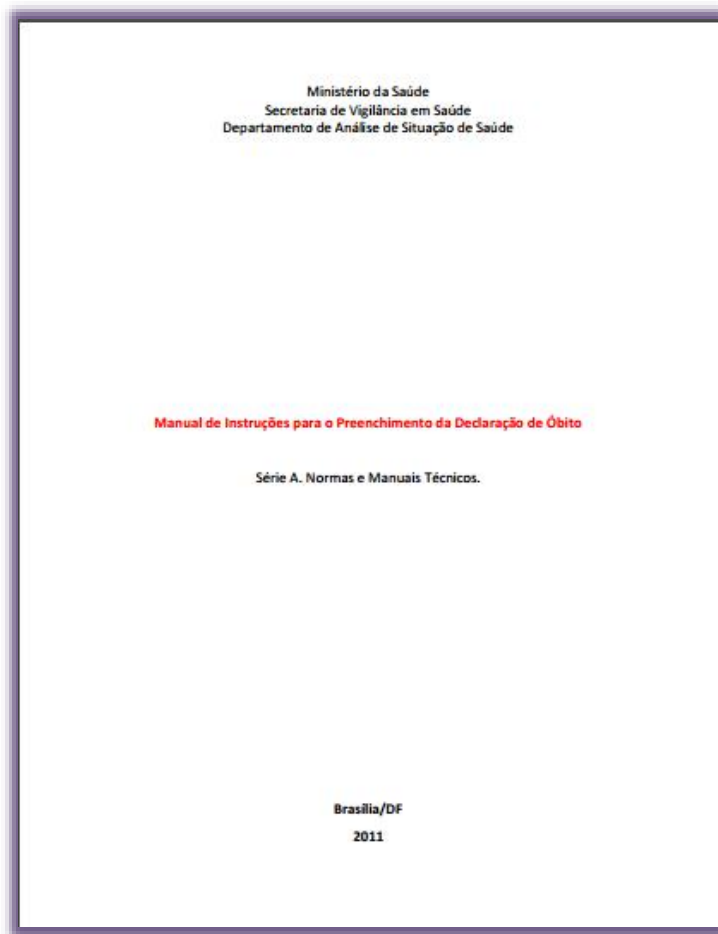 Ministério da Saúde
Secretaria de Vigilância em Saúde
Departamento de Análise de Situação de Saúde
Manual de Instruções para o Preenchimento da Declaração de Óbito
Série A. Normas e Manuais Técnicos.
Brasília/DF
2011